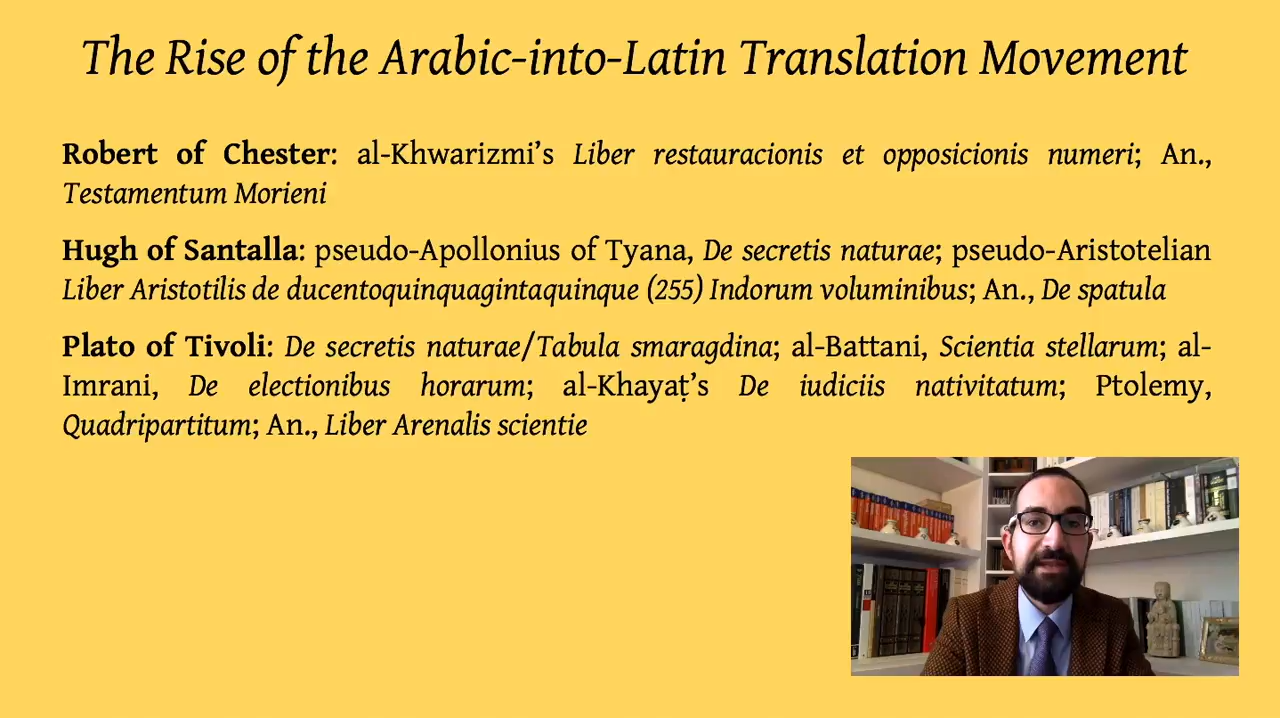 The Rise of the Arabic-into-Latin Translation Movement
Robert of Chester: al-Khwarizmi’s Liber restauracionis et opposicionis numeri; An.,
Testamentum Morieni
Hugh of Santalla: pseudo-Apollonius of Tyana, De secretis naturae; pseudo-Aristotelian
Liber Aristotilis de ducentoquinquagintaquinque (255) Indorum voluminibus; An., De spatula
Plato of Tivoli: De secretis naturae/Tabula smaragdina; al-Battani, Scientia stellarum; al-
Imrani, De electionibus horarum; al-Khayaṭ’s De iudiciis nativitatum; Ptolemy,
Quadripartitum; An., Liber Arenalis scientie